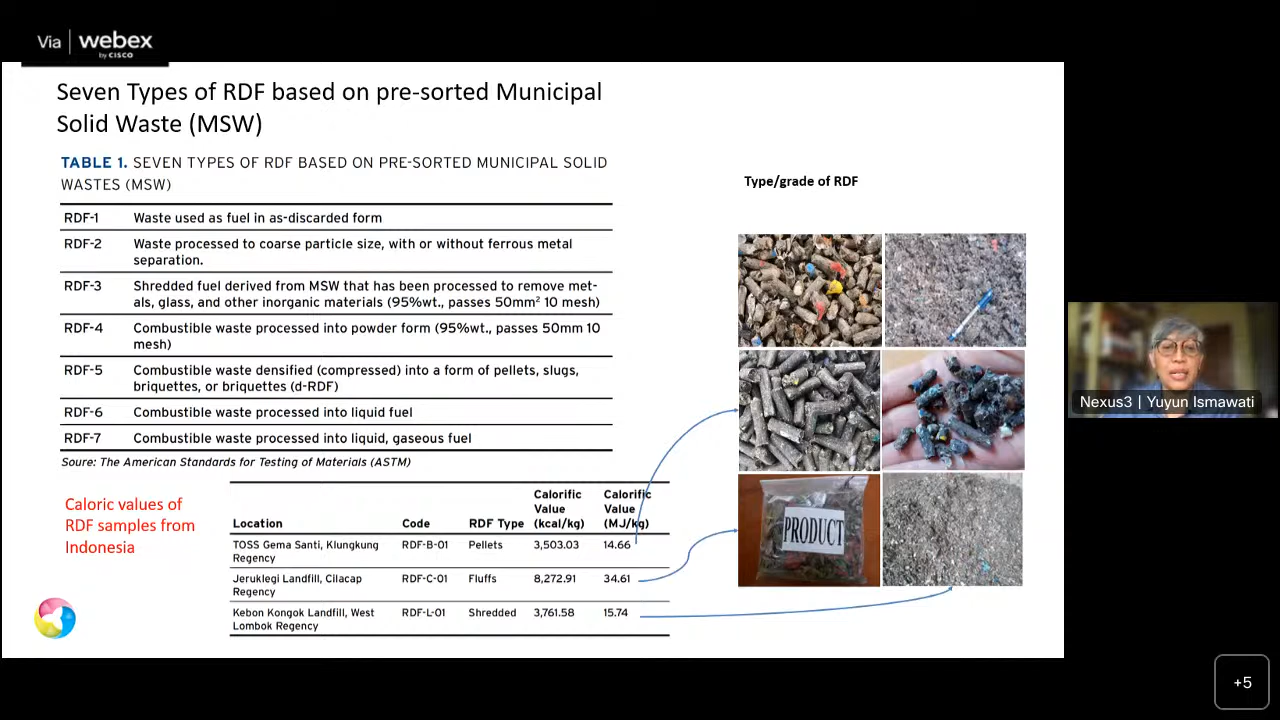 Via | webex
by CISCO
Seven Types of RDF based on pre-sorted Municipal
Solid Waste (MSW)
TABLE 1. SEVEN TYPES OF RDF BASED ON PRE-SORTED MUNICIPAL SOLID
WASTES (MSW)
RDF-1 Waste used as fuel in as-discarded form
RDF-2 Waste processed to coarse particle size, with or without ferrous metal
separation.
RDF-3 Shredded fuel derived from MSW that has been processed to remove met-
als, glass, and other inorganic materials (95%wt., passes 50mm² 10 mesh)
RDF-4 Combustible waste processed into powder form (95%wt., passes 50mm 10
mesh)
RDF-5 Combustible waste densified (compressed) into a form of pellets, slugs,
briquettes, or briquettes (d-RDF)
RDF-6 Combustible waste processed into liquid fuel
RDF-7 Combustible waste processed into liquid, gaseous fuel
Soure: The American Standards for Testing of Materials (ASTM)
Caloric values of
RDF samples from
Indonesia
Location Code RDF Type Calorific Value (kcal/kg) Calorific Value (MJ/kg)
TOSS Gema Santi, Klungkung RDF-B-01 Pellets 3,503.03 14.66
Regency
Jeruklegi Landfill, Cilacap RDF-C-01 Fluffs 8,272.91 34.61
Regency
Kebon Kongok Landfill, West RDF-L-01 Shredded 3,761.58 15.74
Lombok Regency
Type/grade of RDF
PRODUCT
Nexus3 | Yuyun Ismawati
+5